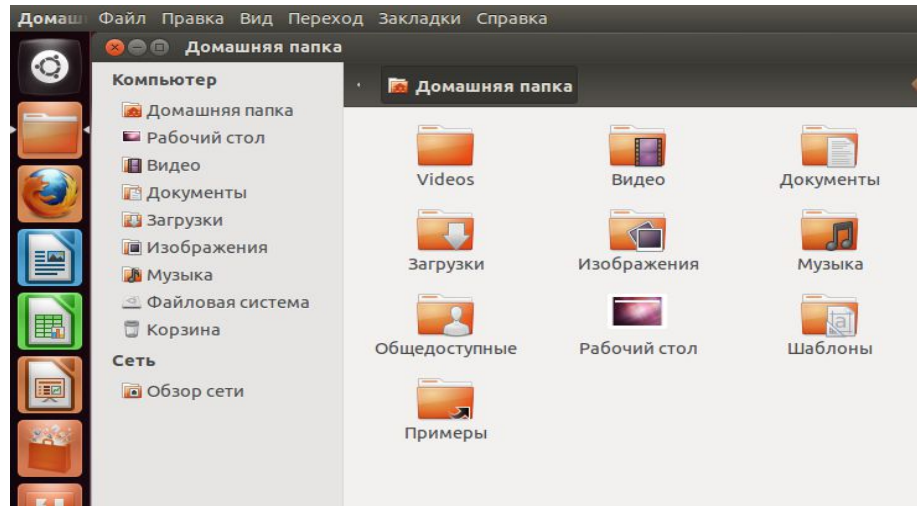 Домаш Файл Правка Вид Переход Закладки Справка
Домашняя папка
Компьютер
Домашняя папка
Рабочий стол
Видео
Документы
Загрузки
Изображения
Музыка
Файловая система
Корзина
Сеть
Обзор сети
Домашняя папка
Videos Видео Документы
Загрузки Изображения Музыка
Общедоступные Рабочий стол Шаблоны
Примеры